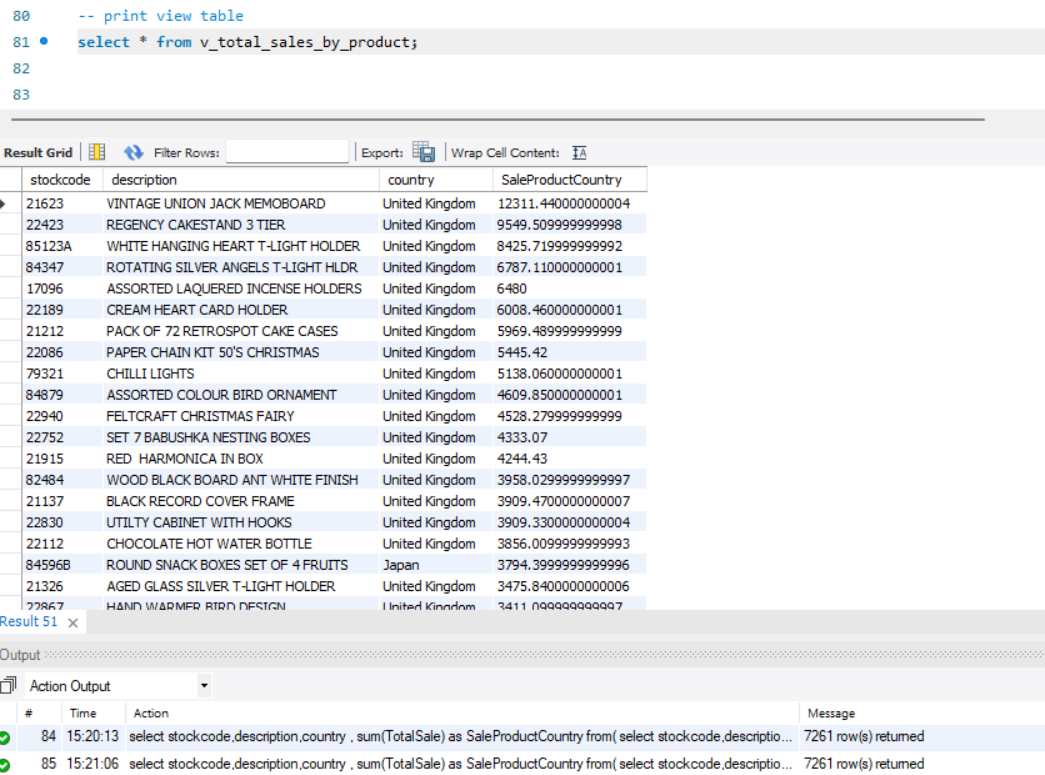 80 -- print view table
81 select * from v_total_sales_by_product;
82
83
Result Grid Filter Rows: Export: Wrap Cell Content: IA
stockcode description country SaleProductCountry
21623 VINTAGE UNION JACK MEMOBOARD United Kingdom 12311.440000000004
22423 REGENCY CAKESTAND 3 TIER United Kingdom 9549.509999999998
85123A WHITE HANGING HEART T-LIGHT HOLDER United Kingdom 8425.719999999992
84347 ROTATING SILVER ANGELS T-LIGHT HLDR United Kingdom 6787.110000000001
17096 ASSORTED LAQUERED INCENSE HOLDERS United Kingdom 6480
22189 CREAM HEART CARD HOLDER United Kingdom 6008.460000000001
21212 PACK OF 72 RETROSPOT CAKE CASES United Kingdom 5969.489999999999
22086 PAPER CHAIN KIT 50'S CHRISTMAS United Kingdom 5445.42
79321 CHILLI LIGHTS United Kingdom 5138.060000000001
84879 ASSORTED COLOUR BIRD ORNAMENT United Kingdom 4609.850000000001
22940 FELTCRAFT CHRISTMAS FAIRY United Kingdom 4528.279999999999
22752 SET 7 BABUSHKA NESTING BOXES United Kingdom 4333.07
21915 RED  HARMONICA IN BOX United Kingdom 4244.43
82484 WOOD BLACK BOARD ANT WHITE FINISH United Kingdom 3958.0299999999997
21137 BLACK RECORD COVER FRAME United Kingdom 3909.4700000000007
22830 UTILTY CABINET WITH HOOKS United Kingdom 3909.3300000000004
22112 CHOCOLATE HOT WATER BOTTLE United Kingdom 3856.0099999999993
84596B ROUND SNACK BOXES SET OF 4 FRUITS Japan 3794.3999999999996
21326 AGED GLASS SILVER T-LIGHT HOLDER United Kingdom 3475.8400000000006
22867 HAND WARMER BIRD DESIGN United Kingdom 3411.099999999997
Result 51
Output
Action Output
# Time Action Message
84 15:20:13 select stockcode,description,country , sum(TotalSale) as SaleProductCountry from( select stockcode,descriptio... 7261 row(s) returned
85 15:21:06 select stockcode,description,country , sum(TotalSale) as SaleProductCountry from( select stockcode,descriptio... 7261 row(s) returned